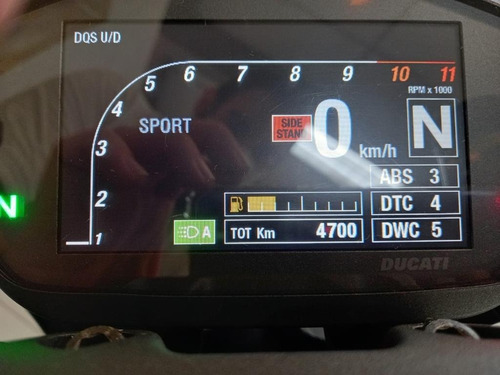 DQS U/D
5 6 7 8 9 10 11
4
RPM x 1000
SPORT
SIDE
STAND
0
N
3
km/h
ABS 3
2
DTC 4
N
A
TOT Km 4700
DWC 5
1
DUCATI